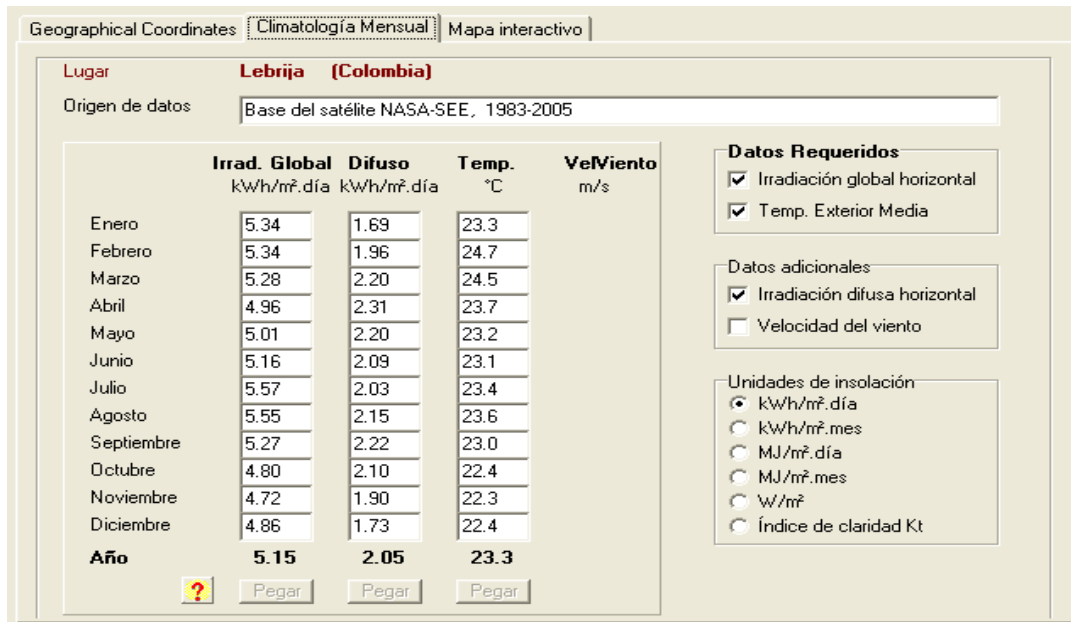 Geographical Coordinates Climatología Mensual Mapa interactivo
Lugar Lebrija (Colombia)
Origen de datos Base del satélite NASA-SEE, 1983-2005
Irrad. Global Difuso Temp. VelViento
kWh/m².día kWh/m².día °C m/s
Enero 5.34 1.69 23.3
Febrero 5.34 1.96 24.7
Marzo 5.28 2.20 24.5
Abril 4.96 2.31 23.7
Mayo 5.01 2.20 23.2
Junio 5.16 2.09 23.1
Julio 5.57 2.03 23.4
Agosto 5.55 2.15 23.6
Septiembre 5.27 2.22 23.0
Octubre 4.80 2.10 22.4
Noviembre 4.72 1.90 22.3
Diciembre 4.86 1.73 22.4
Año 5.15 2.05 23.3
? Pegar Pegar Pegar
Datos Requeridos
Irradiación global horizontal
Temp. Exterior Media
Datos adicionales
Irradiación difusa horizontal
Velocidad del viento
Unidades de insolación
kWh/m².día
kWh/m².mes
MJ/m².día
MJ/m².mes
W/m²
Índice de claridad Kt